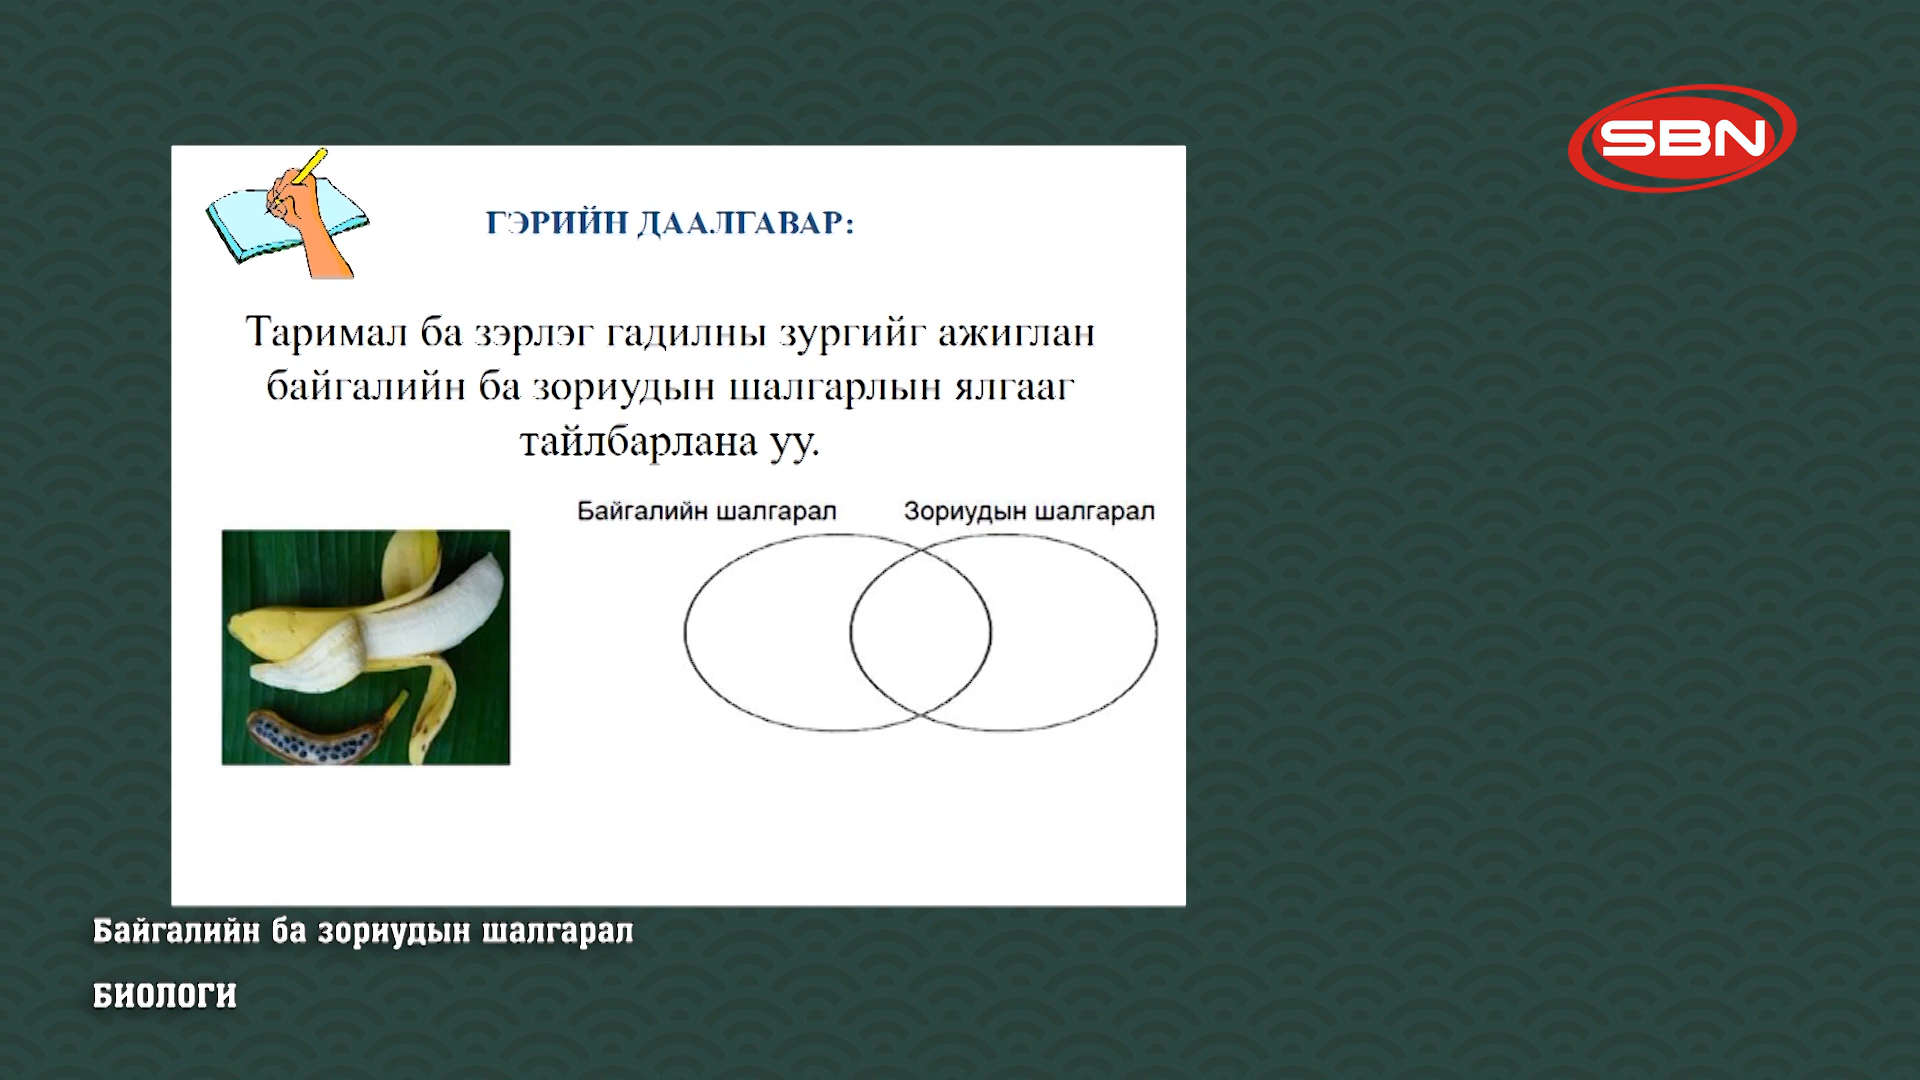 SBN
ГЭРИЙН ДААЛГАВАР:
Таримал ба зэрлэг гадилны зургийг ажиглан
байгалийн ба зориудын шалгарлын ялгааг
тайлбарлана уу.
Байгалийн шалгарал Зориудын шалгарал
Байгалийн ба зориудын шалгарал
БИОЛОГИ